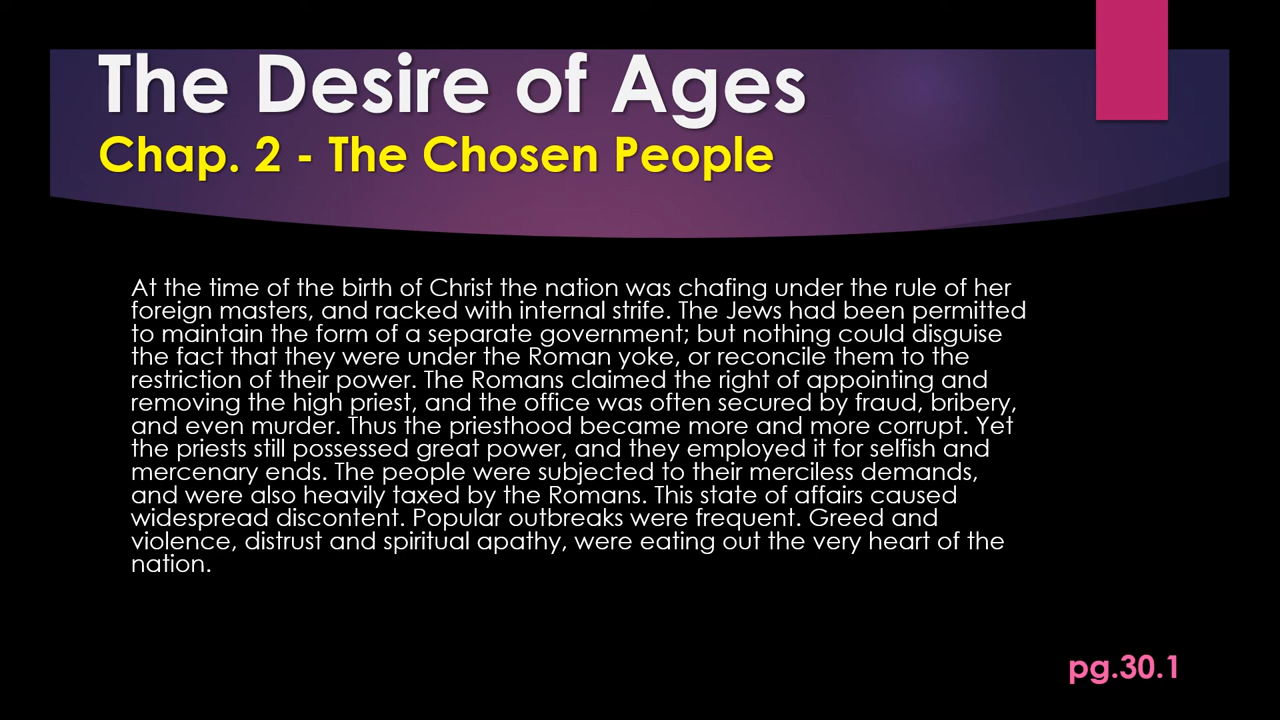 The Desire of Ages
Chap. 2 - The Chosen People
At the time of the birth of Christ the nation was chafing under the rule of her
foreign masters, and racked with internal strife. The Jews had been permitted
to maintain the form of a separate government; but nothing could disguise
the fact that they were under the Roman yoke, or reconcile them to the
restriction of their power. The Romans claimed the right of appointing and
removing the high priest, and the office was often secured by fraud, bribery,
and even murder. Thus the priesthood became more and more corrupt. Yet
the priests still possessed great power, and they employed it for selfish and
mercenary ends. The people were subjected to their merciless demands,
and were also heavily taxed by the Romans. This state of affairs caused
widespread discontent. Popular outbreaks were frequent. Greed and
violence, distrust and spiritual apathy, were eating out the very heart of the
nation.
pg.30.1